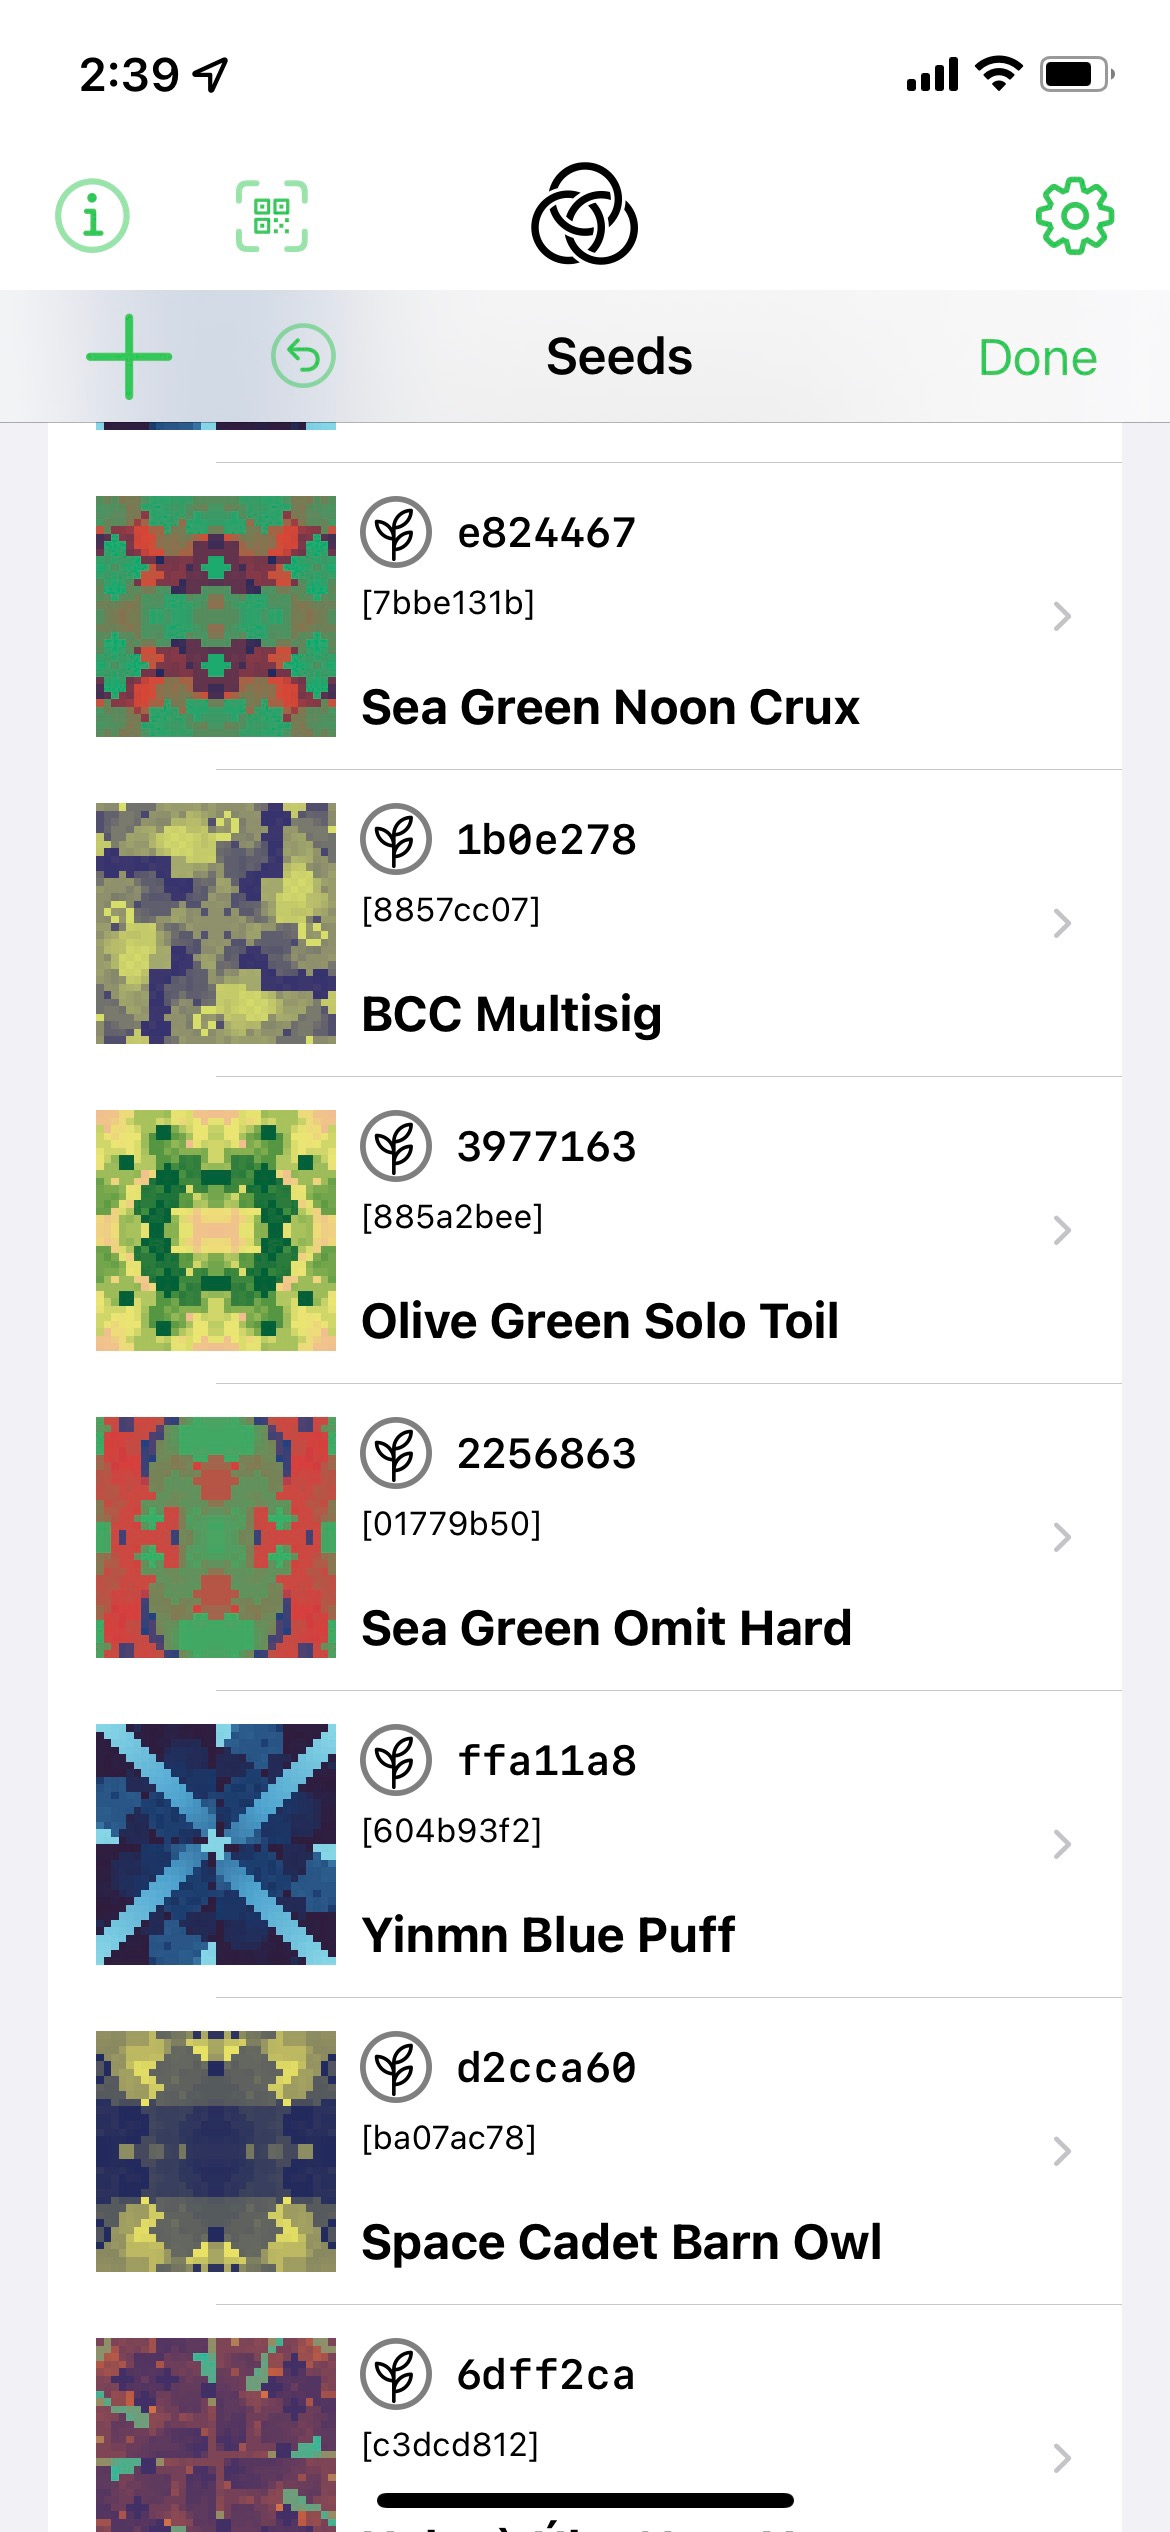 2:39
Seeds
Done
e824467
[7bbe131b]
Sea Green Noon Crux
1b0e278
[8857cc07]
BCC Multisig
3977163
[885a2bee]
Olive Green Solo Toil
2256863
[01779b50]
Sea Green Omit Hard
ffa11a8
[604b93f2]
Yinmn Blue Puff
d2cca60
[ba07ac78]
Space Cadet Barn Owl
6dff2ca
[c3dcd812]